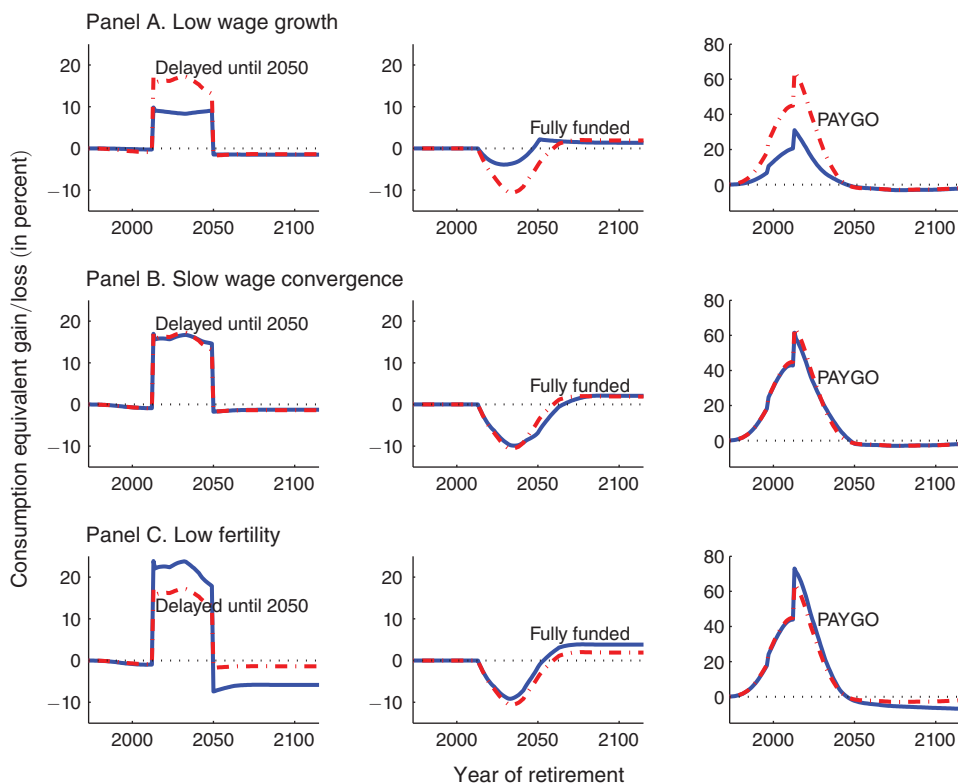 Panel A. Low wage growth
Delayed until 2050
Fully funded
PAYGO
20
10
0
−10
2000 2050 2100
20
10
0
−10
2000 2050 2100
80
60
40
20
0
2000 2050 2100
Panel B. Slow wage convergence
Delayed until 2050
Fully funded
PAYGO
20
10
0
−10
2000 2050 2100
20
10
0
−10
2000 2050 2100
80
60
40
20
0
2000 2050 2100
Panel C. Low fertility
Delayed until 2050
Fully funded
PAYGO
20
10
0
−10
2000 2050 2100
20
10
0
−10
2000 2050 2100
80
60
40
20
0
2000 2050 2100
Consumption equivalent gain/loss (in percent)
Year of retirement